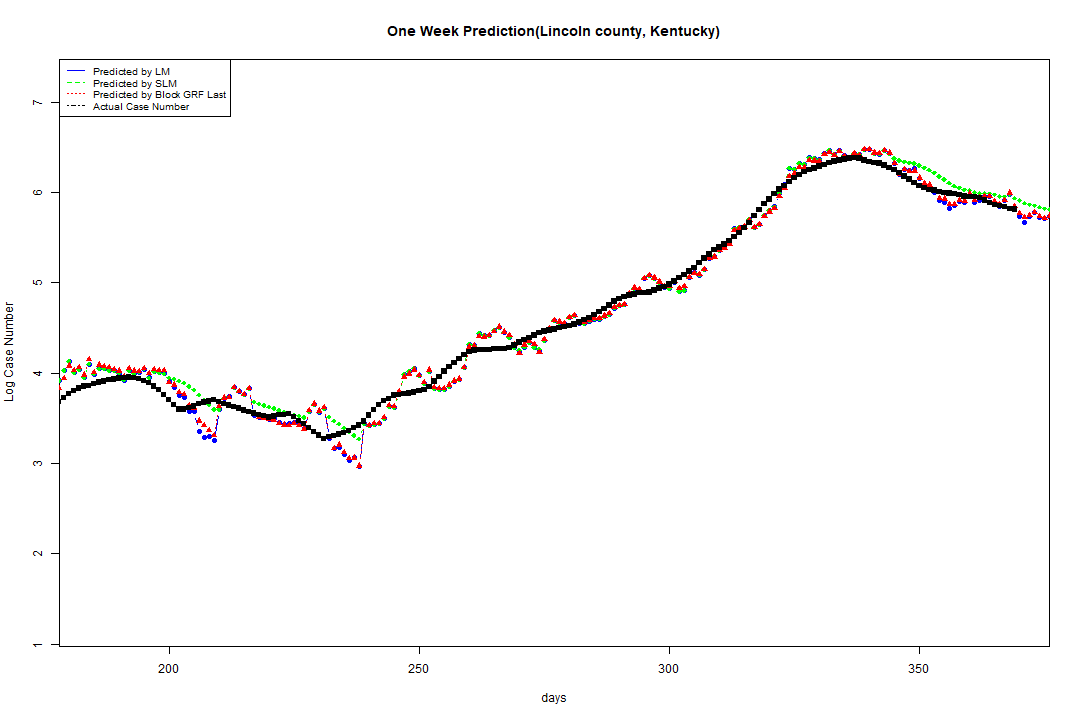 One Week Prediction(Lincoln county, Kentucky)
Predicted by LM
Predicted by SLM
Predicted by Block GRF Last
Actual Case Number
7
6
5
4
3
2
1
Log Case Number
200 250 300 350
days